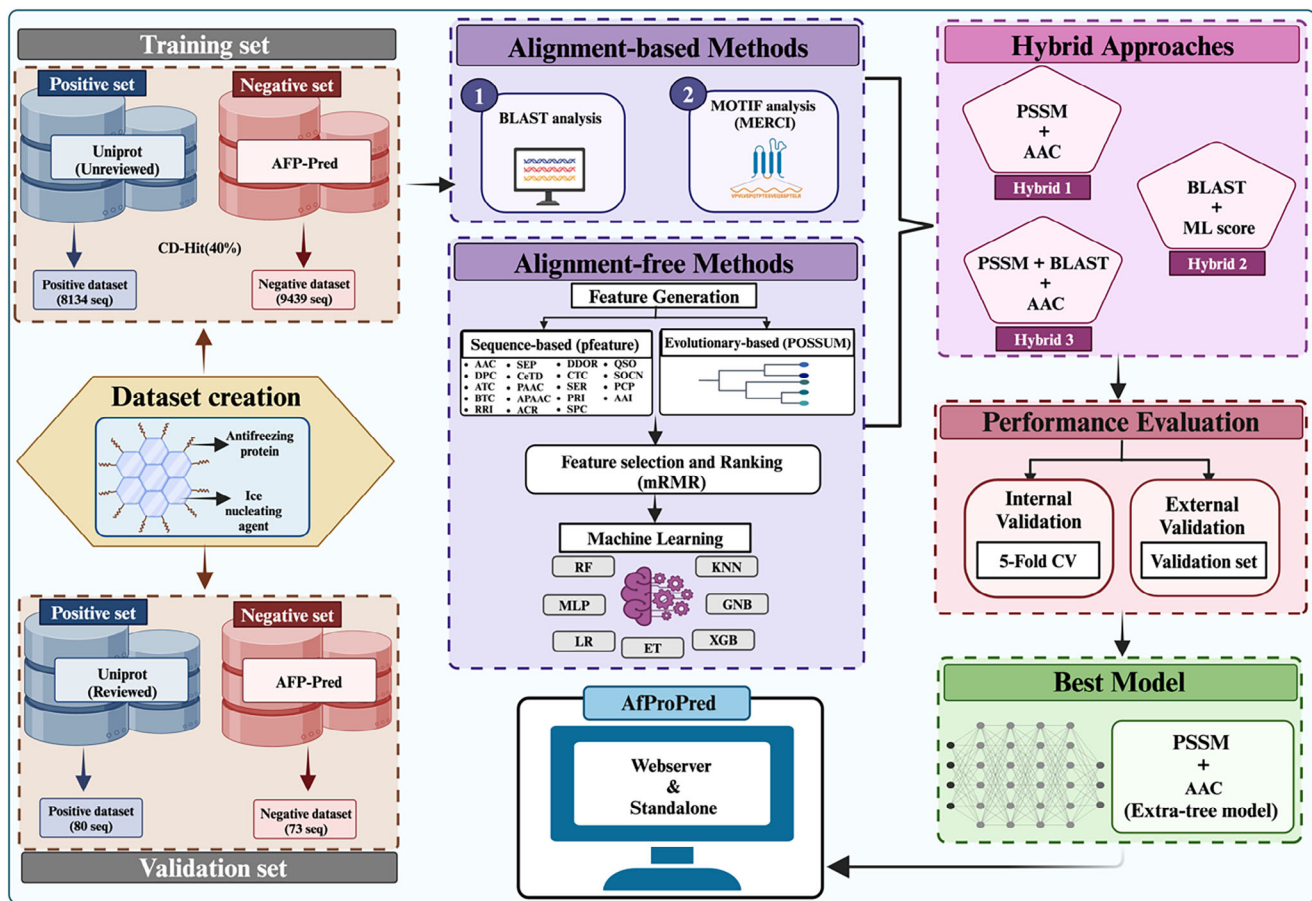 Training set
Positive set
Negative set
Uniprot
(Unreviewed)
AFP-Pred
CD-Hit(40%)
Positive dataset
(8134 seq)
Negative dataset
(9439 seq)
Dataset creation
Antifreezing
protein
Ice
nucleating
agent
Positive set
Negative set
Uniprot
(Reviewed)
AFP-Pred
Positive dataset
(80 seq)
Negative dataset
(73 seq)
Validation set
Alignment-based Methods
1
BLAST analysis
2
MOTIF analysis
(MERCI)
Alignment-free Methods
Feature Generation
Sequence-based (pfeature)
• AAC • SEP • DDOR • QSO
• DPC • CeTD • CTC • SOCN
• ATC • PAAC • SER • PCP
• BTC • APAAC • PRI • AAI
• RRI • ACR • SPC
Evolutionary-based (POSSUM)
Feature selection and Ranking
(mRMR)
Machine Learning
RF
KNN
MLP
GNB
LR
ET
XGB
AfProPred
Webserver
&
Standalone
Hybrid Approaches
PSSM
+
AAC
Hybrid 1
BLAST
+
ML score
Hybrid 2
PSSM + BLAST
+
AAC
Hybrid 3
Performance Evaluation
Internal
Validation
5-Fold CV
External
Validation
Validation set
Best Model
PSSM
+
AAC
(Extra-tree model)